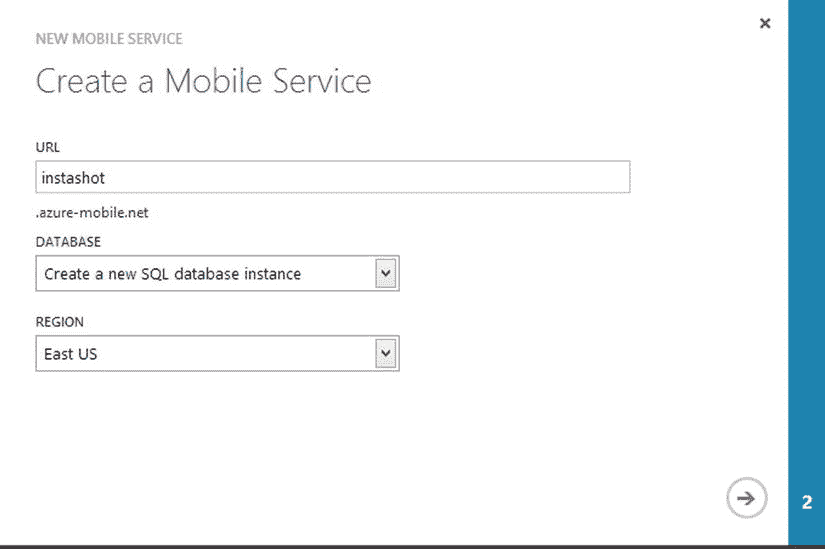 NEW MOBILE SERVICE
Create a Mobile Service
URL
instashot
.azure-mobile.net
DATABASE
Create a new SQL database instance
REGION
East US
2